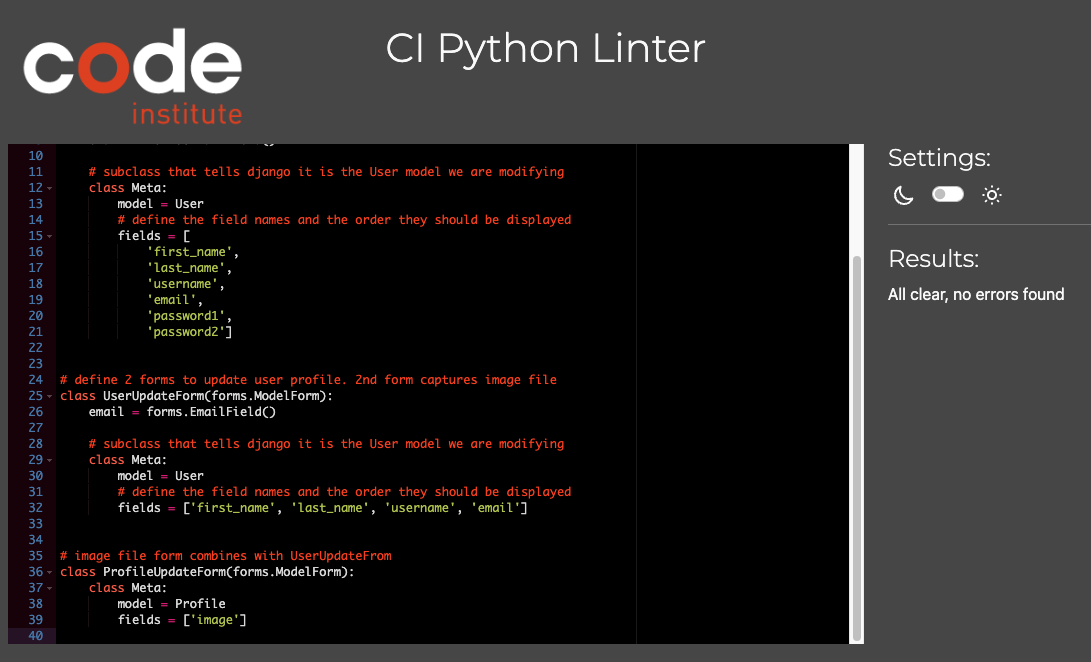 code
institute
CI Python Linter
10
11 # subclass that tells django it is the User model we are modifying
12 class Meta:
13 model = User
14 # define the field names and the order they should be displayed
15 fields = [
16 'first_name',
17 'last_name',
18 'username',
19 'email',
20 'password1',
21 'password2']
22
23
24 # define 2 forms to update user profile. 2nd form captures image file
25 class UserUpdateForm(forms.ModelForm):
26 email = forms.EmailField()
27
28 # subclass that tells django it is the User model we are modifying
29 class Meta:
30 model = User
31 # define the field names and the order they should be displayed
32 fields = ['first_name', 'last_name', 'username', 'email']
33
34
35 # image file form combines with UserUpdateFrom
36 class ProfileUpdateForm(forms.ModelForm):
37 class Meta:
38 model = Profile
39 fields = ['image']
40
Settings:
Results:
All clear, no errors found